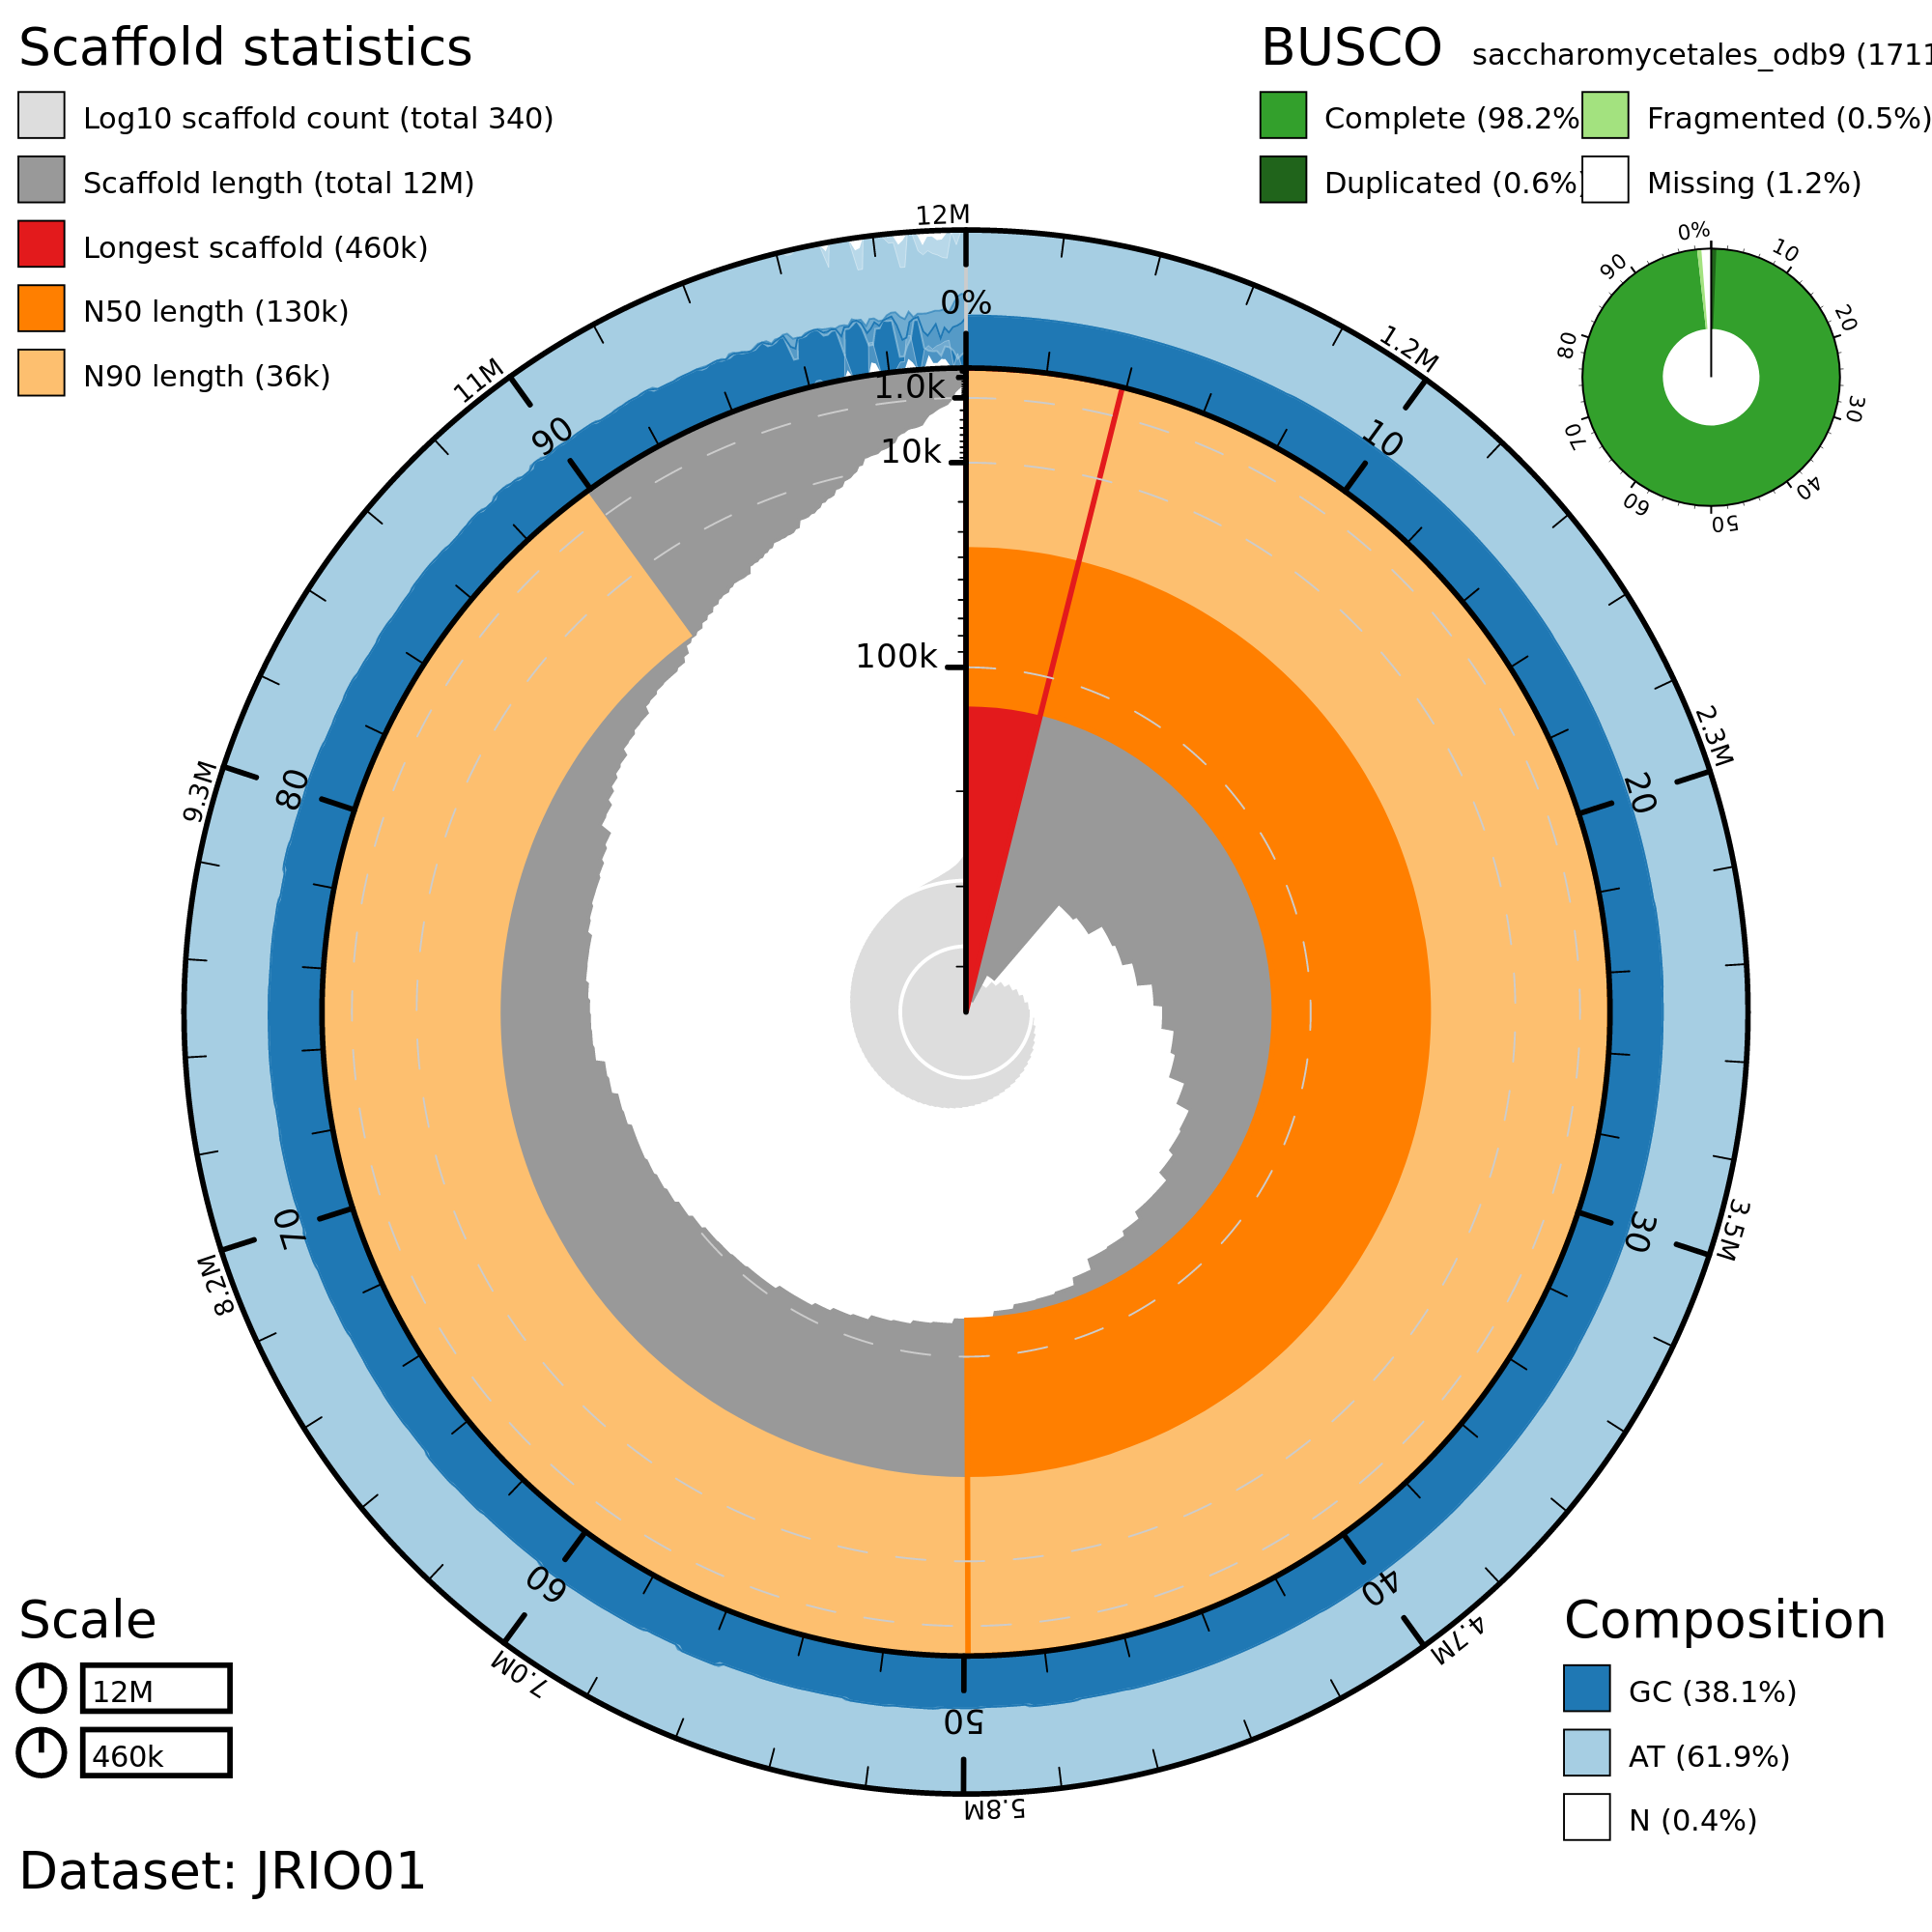 Scaffold statistics
Log10 scaffold count (total 340)
Scaffold length (total 12M)
Longest scaffold (460k)
N50 length (130k)
N90 length (36k)
BUSCO saccharomycetales_odb9 (1711
Complete (98.2%
Fragmented (0.5%)
Duplicated (0.6%)
Missing (1.2%)
0%
10
20
30
40
50
60
70
80
90
12M
1.2M
2.3M
3.5M
4.7M
5.8M
7.0M
8.2M
9.3M
11M
0%
10
20
30
40
50
60
70
80
90
1.0k
10k
100k
Scale
12M
460k
Composition
GC (38.1%)
AT (61.9%)
N (0.4%)
Dataset: JRIO01